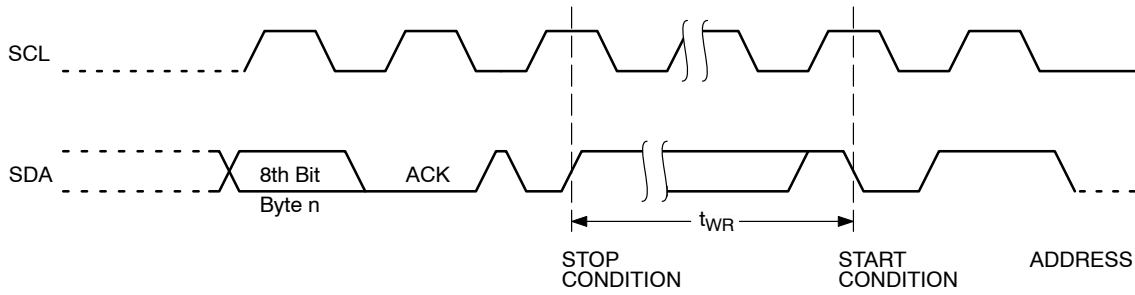 SCL
SDA
8th Bit
Byte n
ACK
tWR
STOP
CONDITION
START
CONDITION
ADDRESS